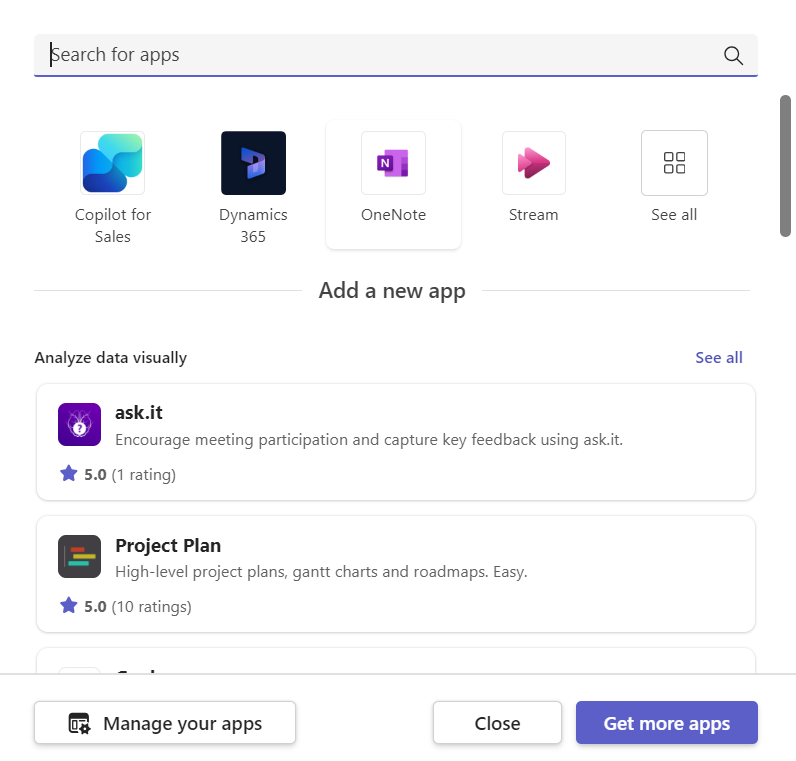 Search for apps
Copilot for
Sales
Dynamics
365
N
OneNote
Stream
See all
Add a new app
Analyze data visually
See all
ask.it
Encourage meeting participation and capture key feedback using ask.it.
5.0 (1 rating)
Project Plan
High-level project plans, gantt charts and roadmaps. Easy.
5.0 (10 ratings)
Manage your apps
Close
Get more apps